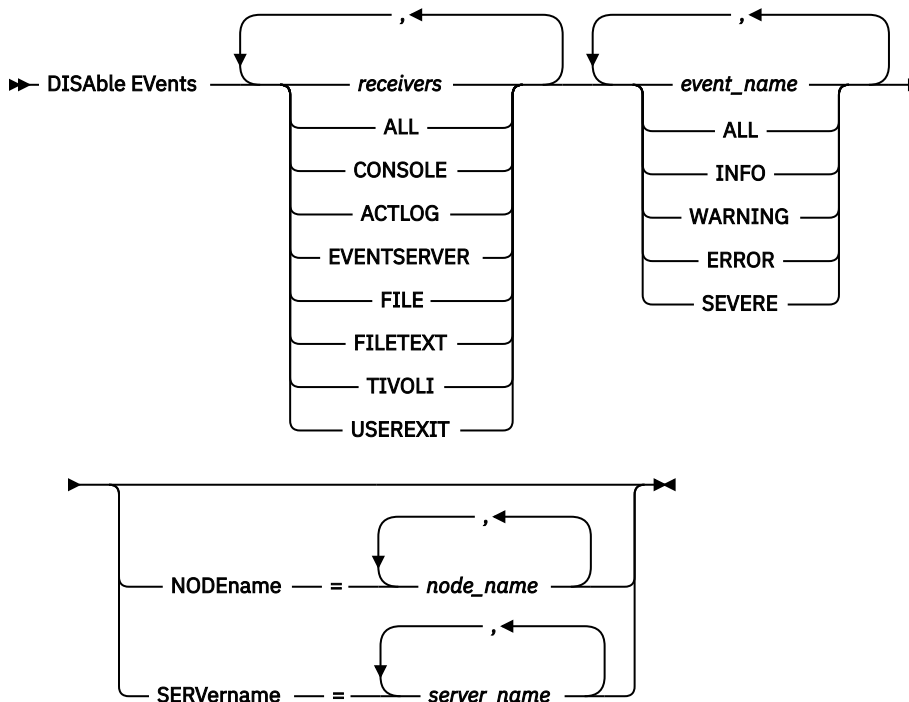 , ,
DISAble EVents receivers event_name
ALL ALL
CONSOLE INFO
ACTLOG WARNING
EVENTSERVER ERROR
FILE SEVERE
FILETEXT
TIVOLI
USEREXIT
,
NODEname = node_name
,
SERVername = server_name